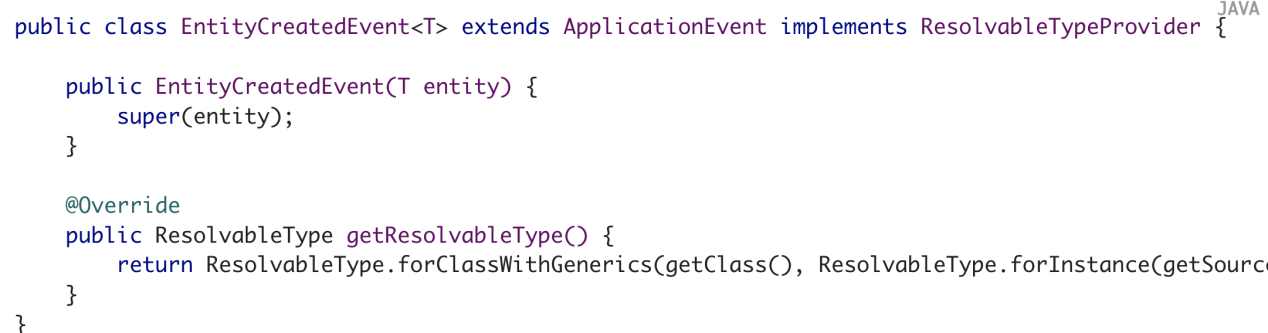 JAVA
public class EntityCreatedEvent<T> extends ApplicationEvent implements ResolvableTypeProvider {
    public EntityCreatedEvent(T entity) {
        super(entity);
    }
    @Override
    public ResolvableType getResolvableType() {
        return ResolvableType.forClassWithGenerics(getClass(), ResolvableType.forInstance(getSourc
    }
}